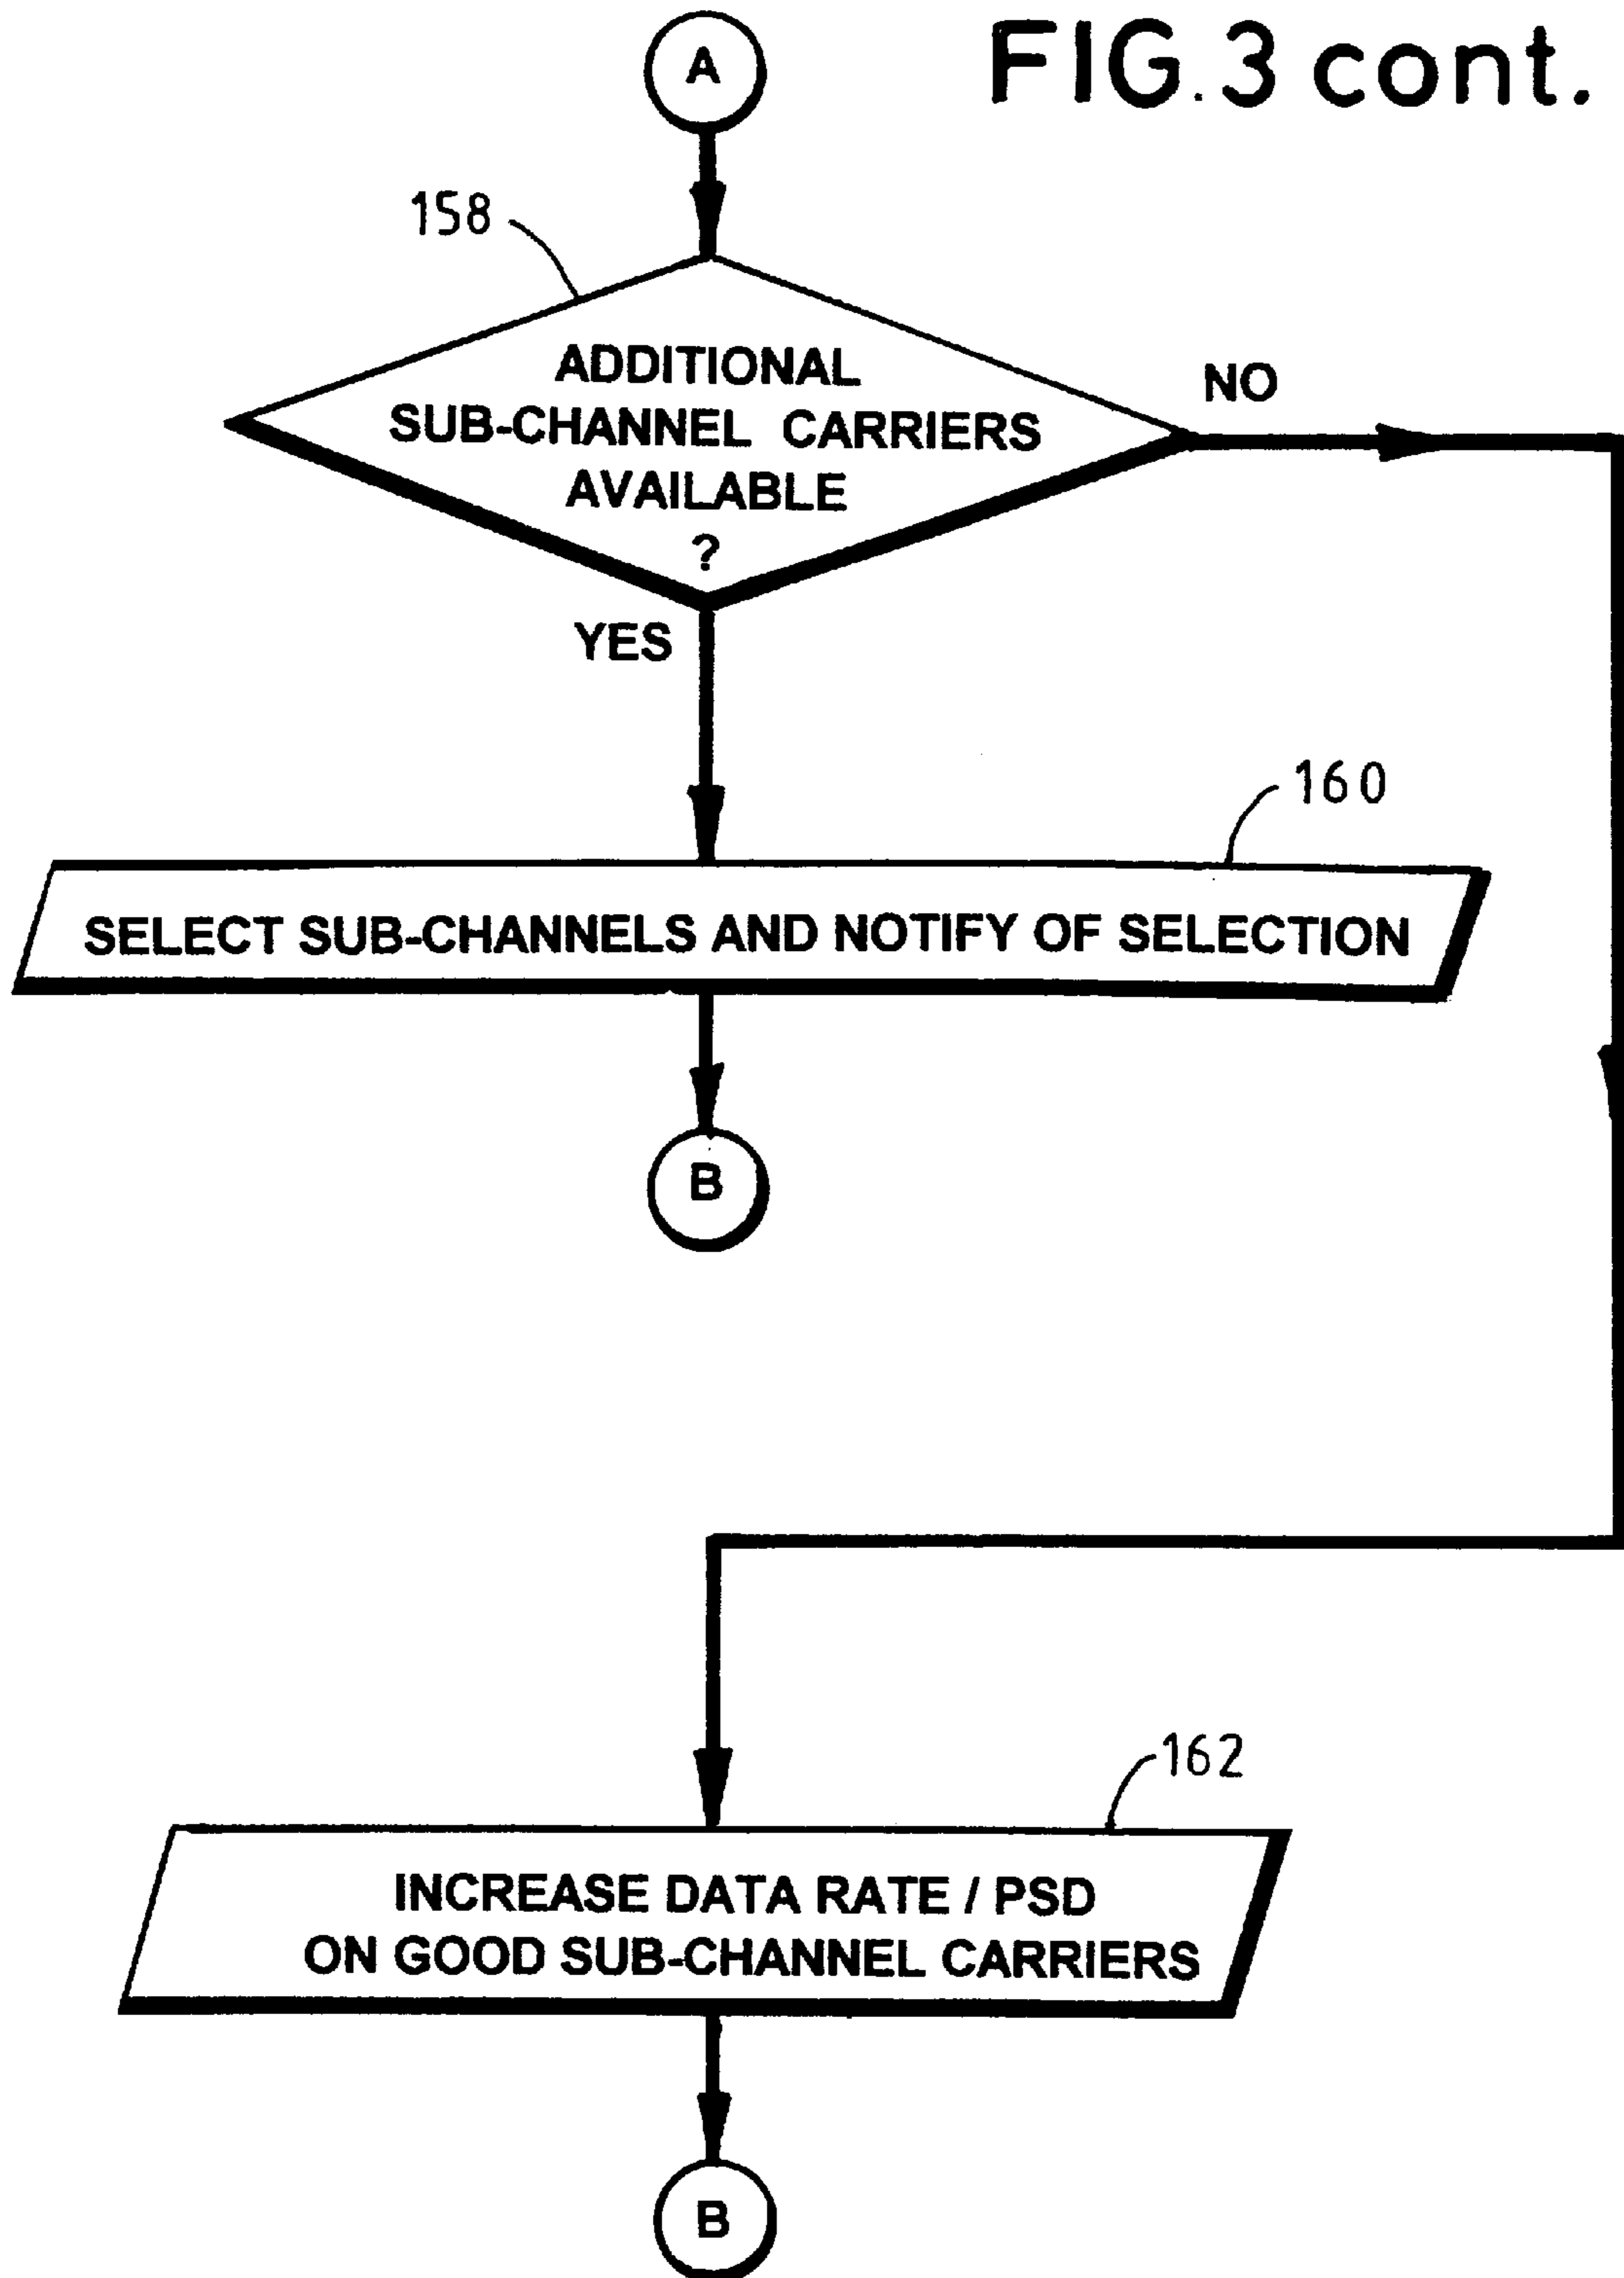 A
FIG. 3 cont.
158
ADDITIONAL
SUB-CHANNEL CARRIERS
AVAILABLE
?
NO
YES
160
SELECT SUB-CHANNELS AND NOTIFY OF SELECTION
B
162
INCREASE DATA RATE / PSD
ON GOOD SUB-CHANNEL CARRIERS
B